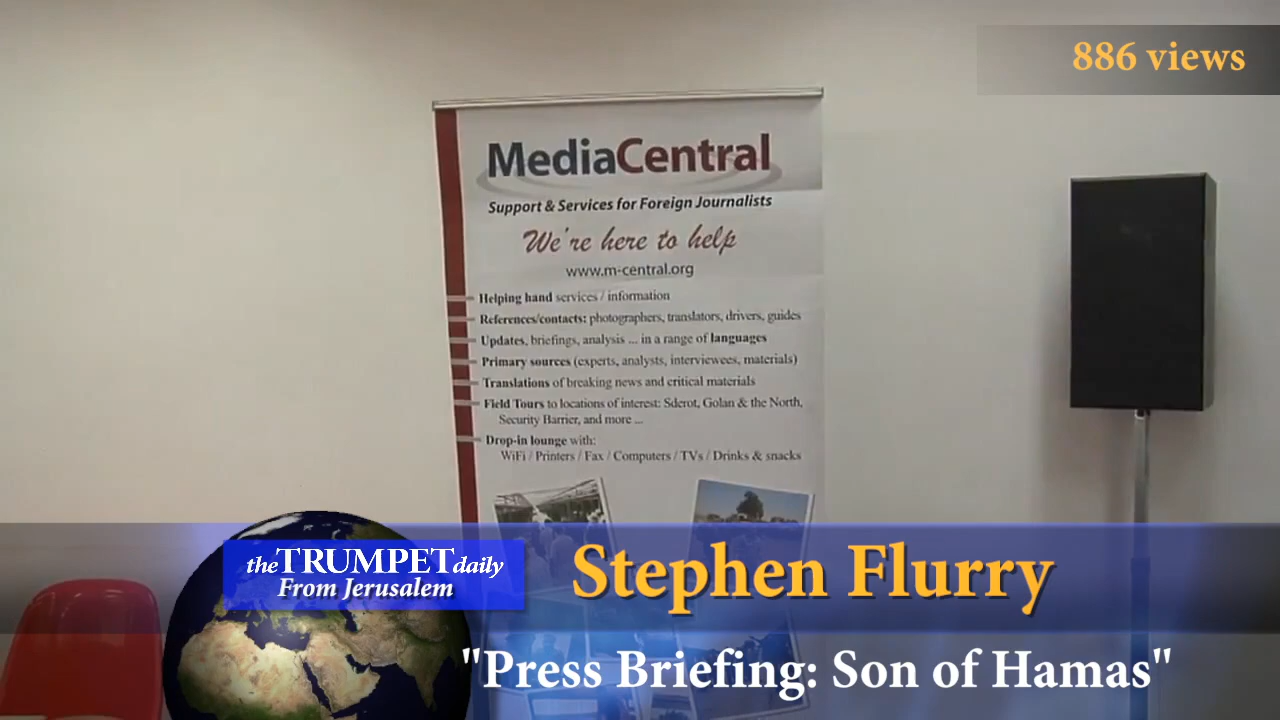 886 views
MediaCentral
Support & Services for Foreign Journalists
We're here to help
www.m-central.org
Helping hand services / information
References/contacts: photographers, translators, drivers, guides
Updates, briefings, analysis ... in a range of languages
Primary sources (experts, analysts, interviewees, materials)
Translations of breaking news and critical materials
Field Tours to locations of interest: Sderot, Golan & the North,
Security Barrier, and more ...
Drop-in lounge with:
WiFi / Printers / Fax / Computers / TVs / Drinks & snacks
theTRUMPETdaily
From Jerusalem
Stephen Flurry
"Press Briefing: Son of Hamas"